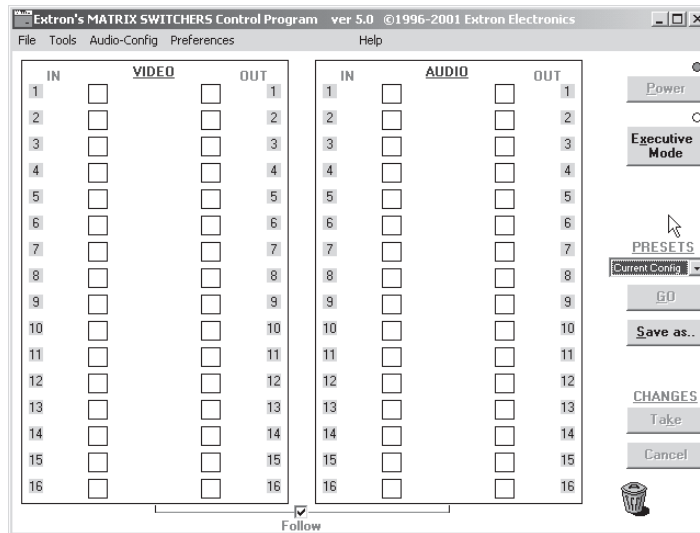 Extron's MATRIX SWITCHERS Control Program ver 5.0 ©1996-2001 Extron Electronics
File Tools Audio-Config Preferences Help
IN VIDEO OUT IN AUDIO OUT
1 1 1 1
2 2 2 2
3 3 3 3
4 4 4 4
5 5 5 5
6 6 6 6
7 7 7 7
8 8 8 8
9 9 9 9
10 10 10 10
11 11 11 11
12 12 12 12
13 13 13 13
14 14 14 14
15 15 15 15
16 16 16 16
Follow
Power
Executive
Mode
PRESETS
Current Config
GO
Save as..
CHANGES
Take
Cancel